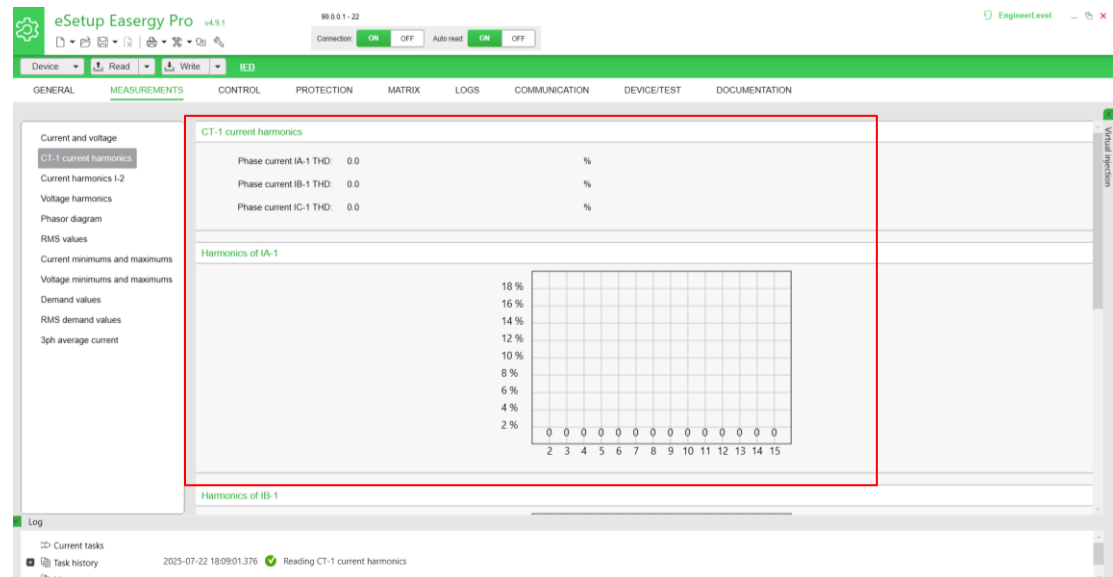 eSetup Easergy Pro v4.9.1
90.0.0.1 - 22
EngineerLevel
Connection: ON OFF Auto read: ON OFF
Device Read Write IED
GENERAL MEASUREMENTS CONTROL PROTECTION MATRIX LOGS COMMUNICATION DEVICE/TEST DOCUMENTATION
Current and voltage
CT-1 current harmonics
Current harmonics I-2
Voltage harmonics
Phasor diagram
RMS values
Current minimums and maximums
Voltage minimums and maximums
Demand values
RMS demand values
3ph average current
CT-1 current harmonics
Phase current IA-1 THD: 0.0 %
Phase current IB-1 THD: 0.0 %
Phase current IC-1 THD: 0.0 %
Harmonics of IA-1
18 %
16 %
14 %
12 %
10 %
8 %
6 %
4 %
2 %
0 0 0 0 0 0 0 0 0 0 0 0 0 0
2 3 4 5 6 7 8 9 10 11 12 13 14 15
Harmonics of IB-1
Virtual injection
Log
Current tasks
Task history
2025-07-22 18:09:01.376 Reading CT-1 current harmonics